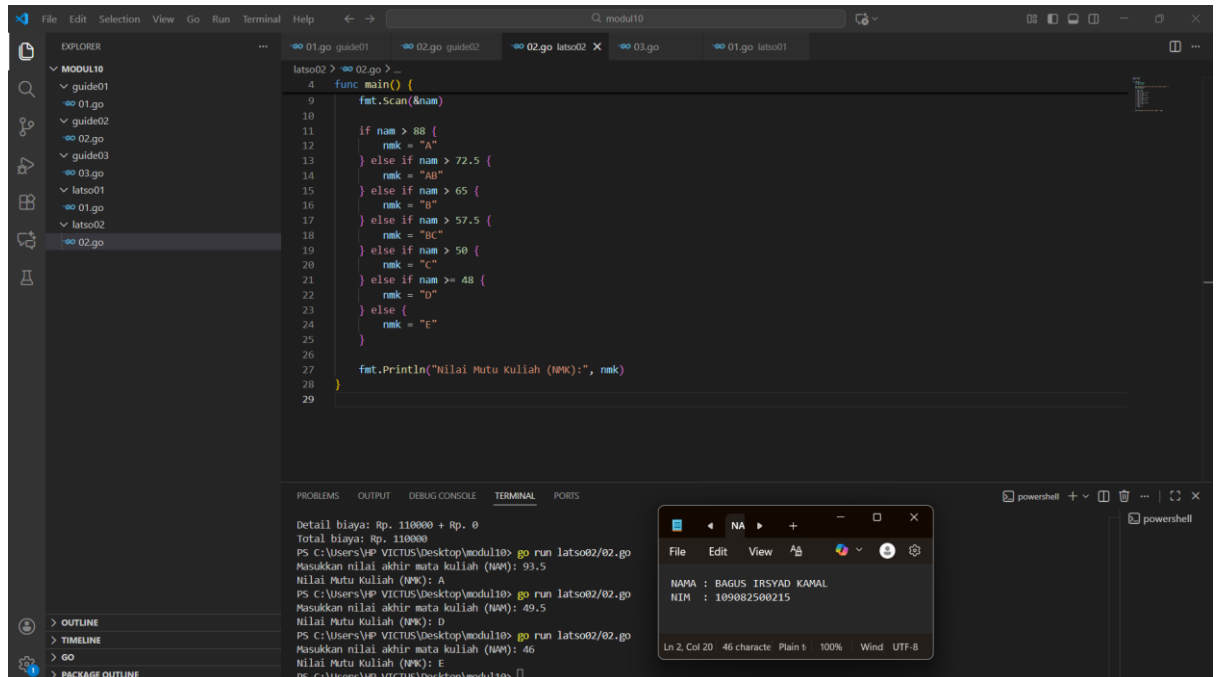 File Edit Selection View Go Run Terminal Help
modul10
EXPLORER
MODUL10
guide01
01.go
guide02
02.go
guide03
03.go
latso01
01.go
latso02
02.go
OUTLINE
TIMELINE
GO
PACKAGE OUTLINE
1
01.go guide01 02.go guide02 02.go latso02 03.go 01.go latso01
latso02 > 02.go > ...
4 func main() {
9 fmt.Scan(&nam)
10
11 if nam > 88 {
12 nmk = "A"
13 } else if nam > 72.5 {
14 nmk = "AB"
15 } else if nam > 65 {
16 nmk = "B"
17 } else if nam > 57.5 {
18 nmk = "BC"
19 } else if nam > 50 {
20 nmk = "C"
21 } else if nam >= 48 {
22 nmk = "D"
23 } else {
24 nmk = "E"
25 }
26
27 fmt.Println("Nilai Mutu Kuliah (NMK):", nmk)
28 }
29
PROBLEMS OUTPUT DEBUG CONSOLE TERMINAL PORTS
powershell
powershell
Detail biaya: Rp. 110000 + Rp. 0
Total biaya: Rp. 110000
PS C:\Users\HP VICTUS\Desktop\modul10> go run latso02/02.go
Masukkan nilai akhir mata kuliah (NAM): 93.5
Nilai Mutu Kuliah (NMK): A
PS C:\Users\HP VICTUS\Desktop\modul10> go run latso02/02.go
Masukkan nilai akhir mata kuliah (NAM): 49.5
Nilai Mutu Kuliah (NMK): D
PS C:\Users\HP VICTUS\Desktop\modul10> go run latso02/02.go
Masukkan nilai akhir mata kuliah (NAM): 46
Nilai Mutu Kuliah (NMK): E
PS C:\Users\HP VICTUS\Desktop\modul10>
NA
File Edit View
NAMA : BAGUS IRSYAD KAMAL
NIM : 109082500215
Ln 2, Col 20 46 characte Plain t 100% Wind UTF-8